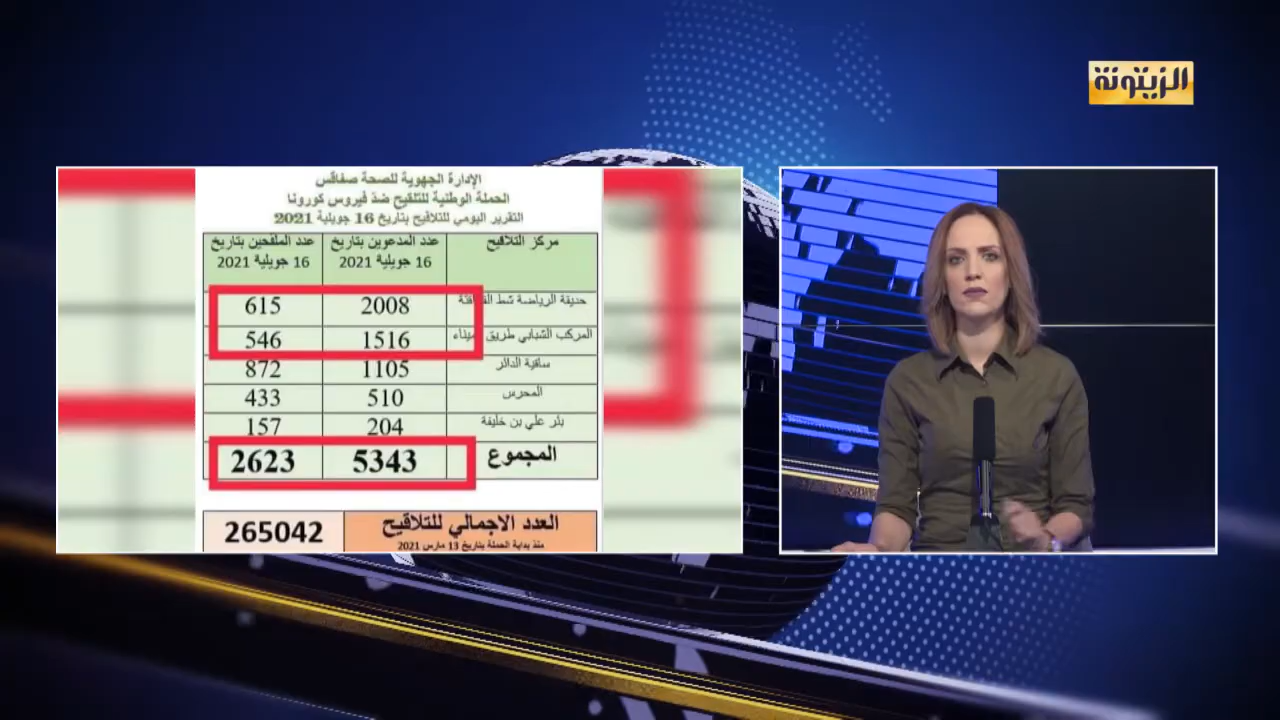 الزيتونة
الإدارة الجهوية للصحة صفاقس
الحملة الوطنية للتلقيح ضدّ فيروس كورونا
التقرير اليومي للتلاقيح بتاريخ 16 جويلية 2021
مركز التلاقيح عدد المدعوين بتاريخ 16 جويلية 2021 عدد الملقحين بتاريخ 16 جويلية 2021
حديقة الرياضة شط 2008 615
المركب الشبابي طريق 1516 546
ساقية الدائر 1105 872
المحرس 510 433
بئر علي بن خليفة 204 157
المجموع 5343 2623
العدد الاجمالي للتلاقيح 265042
منذ بداية الحملة بتاريخ 13 مارس 2021